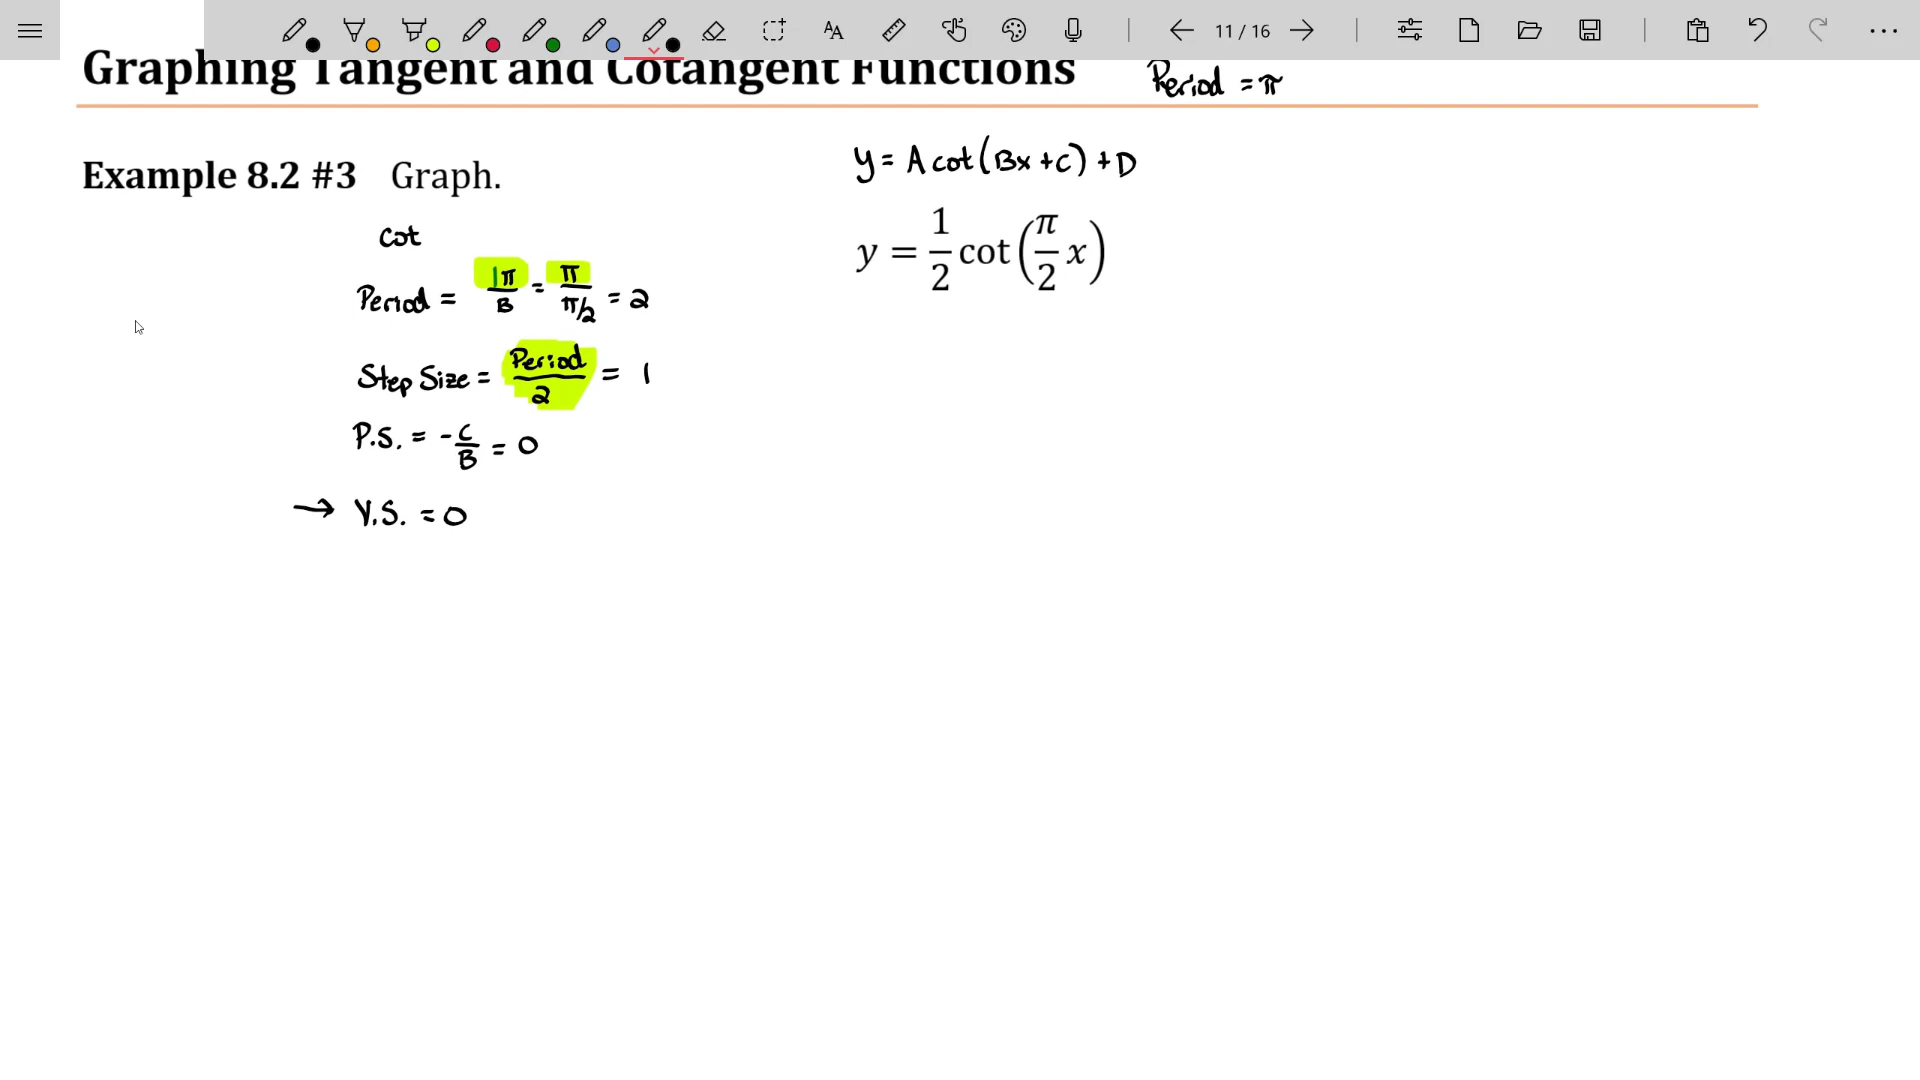 11 / 16
Graphing Tangent and Cotangent Functions
Period = π
y = A cot(Bx + C) + D
Example 8.2 #3 Graph.
y = 1/2 cot(π/2 x)
cot
Period = 1π/B = π/(π/2) = 2
Step Size = Period/2 = 1
P.S. = -C/B = 0
→ V.S. = 0